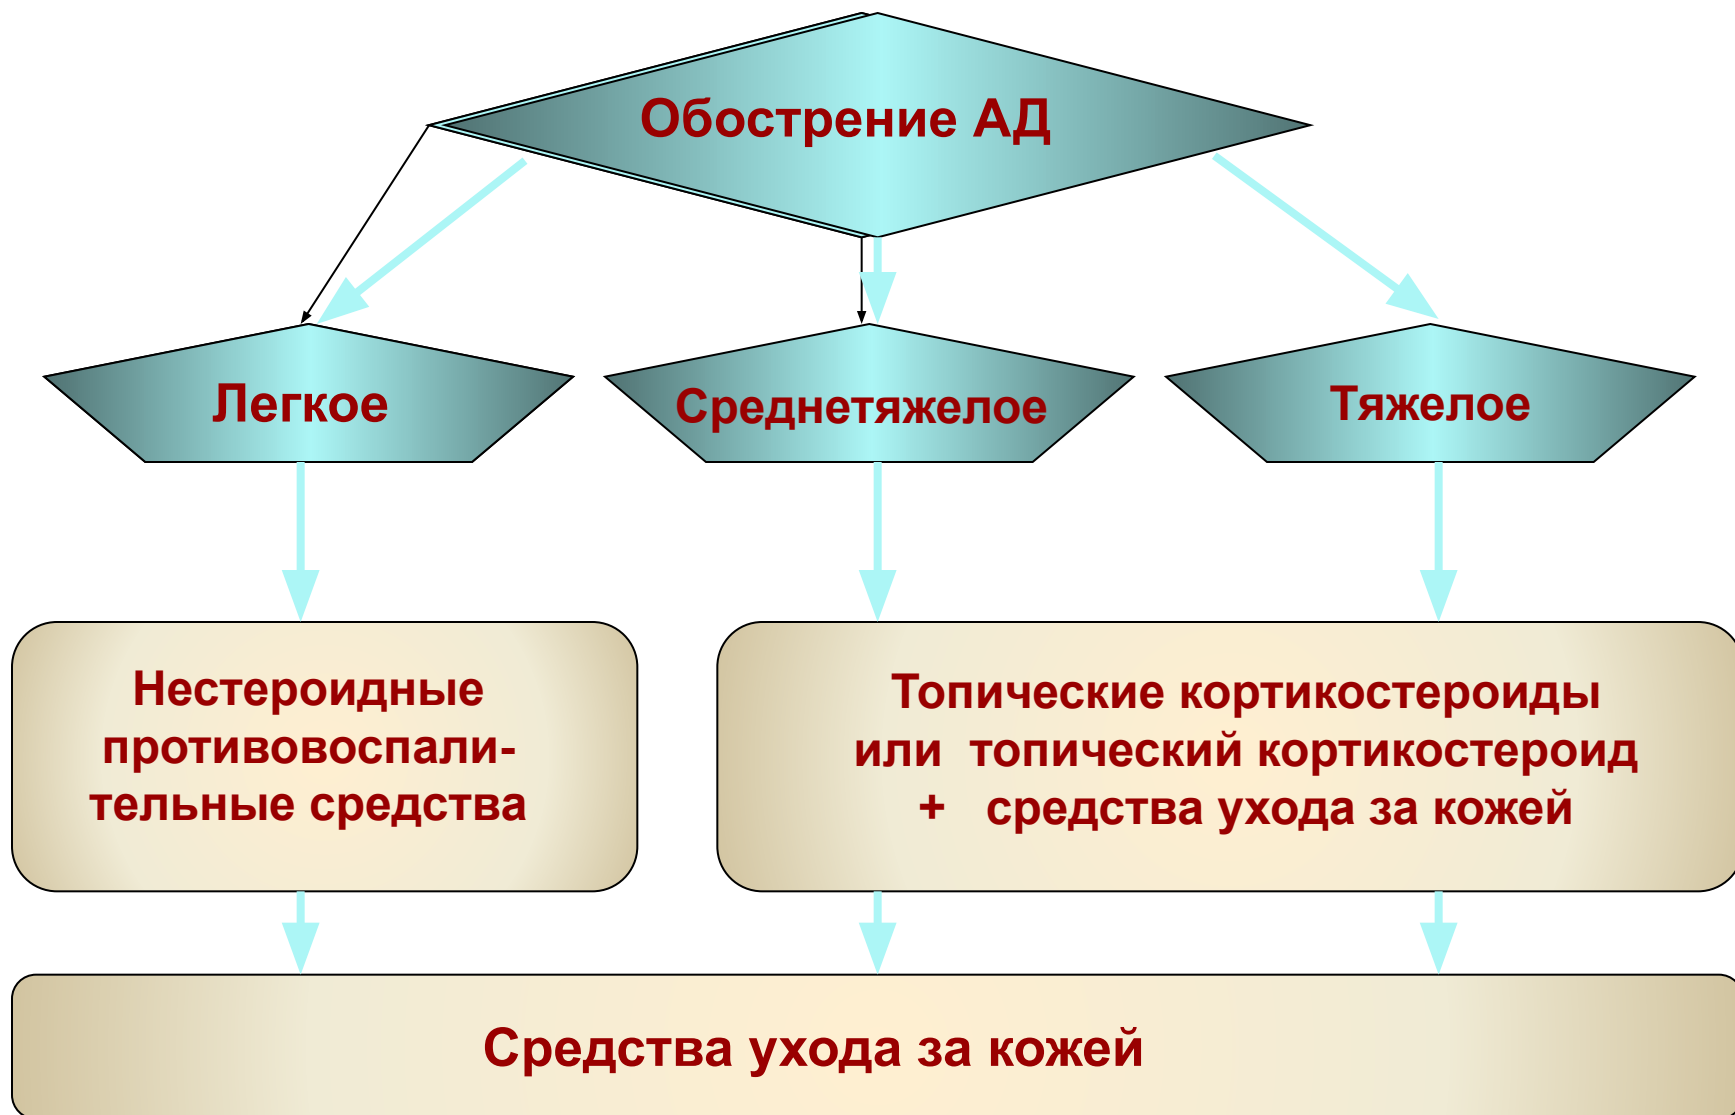 Обострение АД
Легкое
Среднетяжелое
Тяжелое
Нестероидные
противовоспали-
тельные средства
Топические кортикостероиды
или топический кортикостероид
+ средства ухода за кожей
Средства ухода за кожей